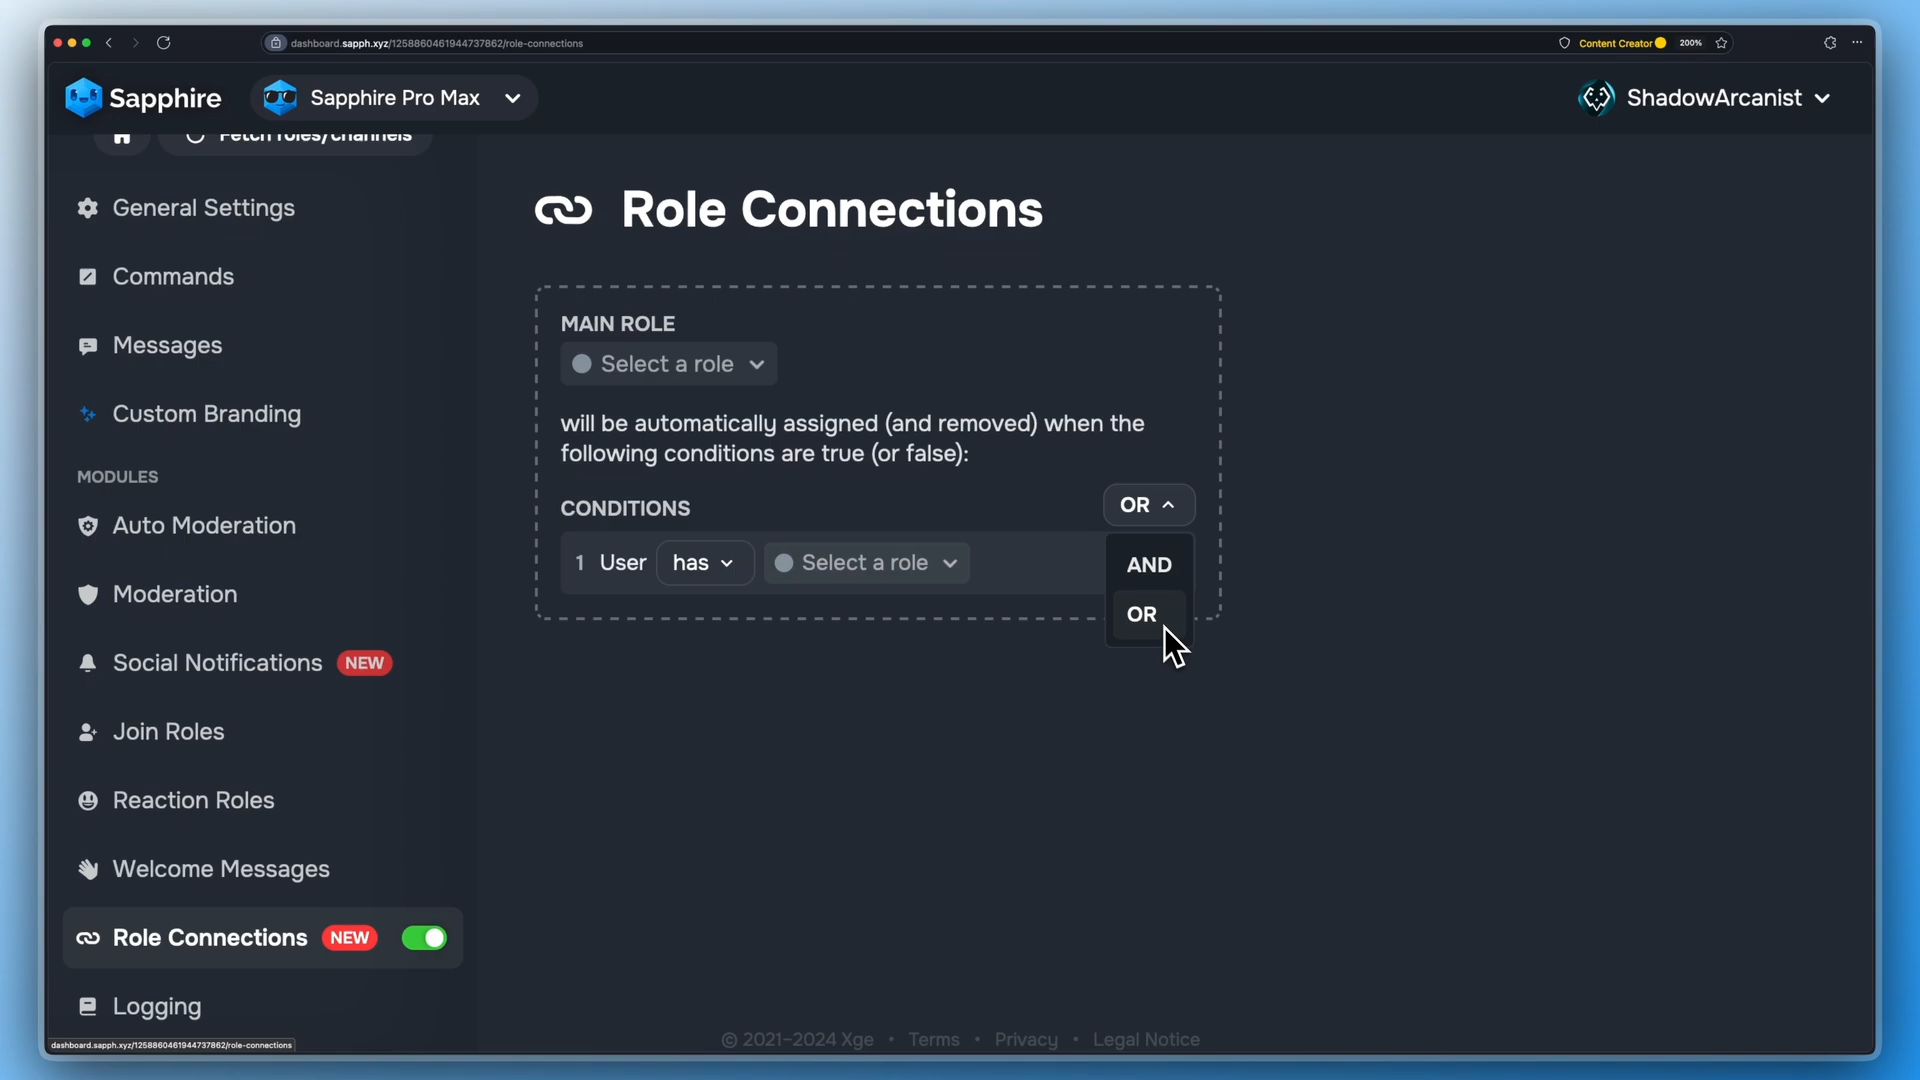 dashboard.sapph.xyz/1258860461944737862/role-connections
Content Creator
200%
Sapphire
Sapphire Pro Max
ShadowArcanist
Fetch roles/channels
General Settings
Commands
Messages
Custom Branding
MODULES
Auto Moderation
Moderation
Social Notifications NEW
Join Roles
Reaction Roles
Welcome Messages
Role Connections NEW
Logging
dashboard.sapph.xyz/1258860461944737862/role-connections
Role Connections
MAIN ROLE
Select a role
will be automatically assigned (and removed) when the
following conditions are true (or false):
CONDITIONS
OR
1 User has Select a role
AND
OR
© 2021–2024 Xge • Terms • Privacy • Legal Notice